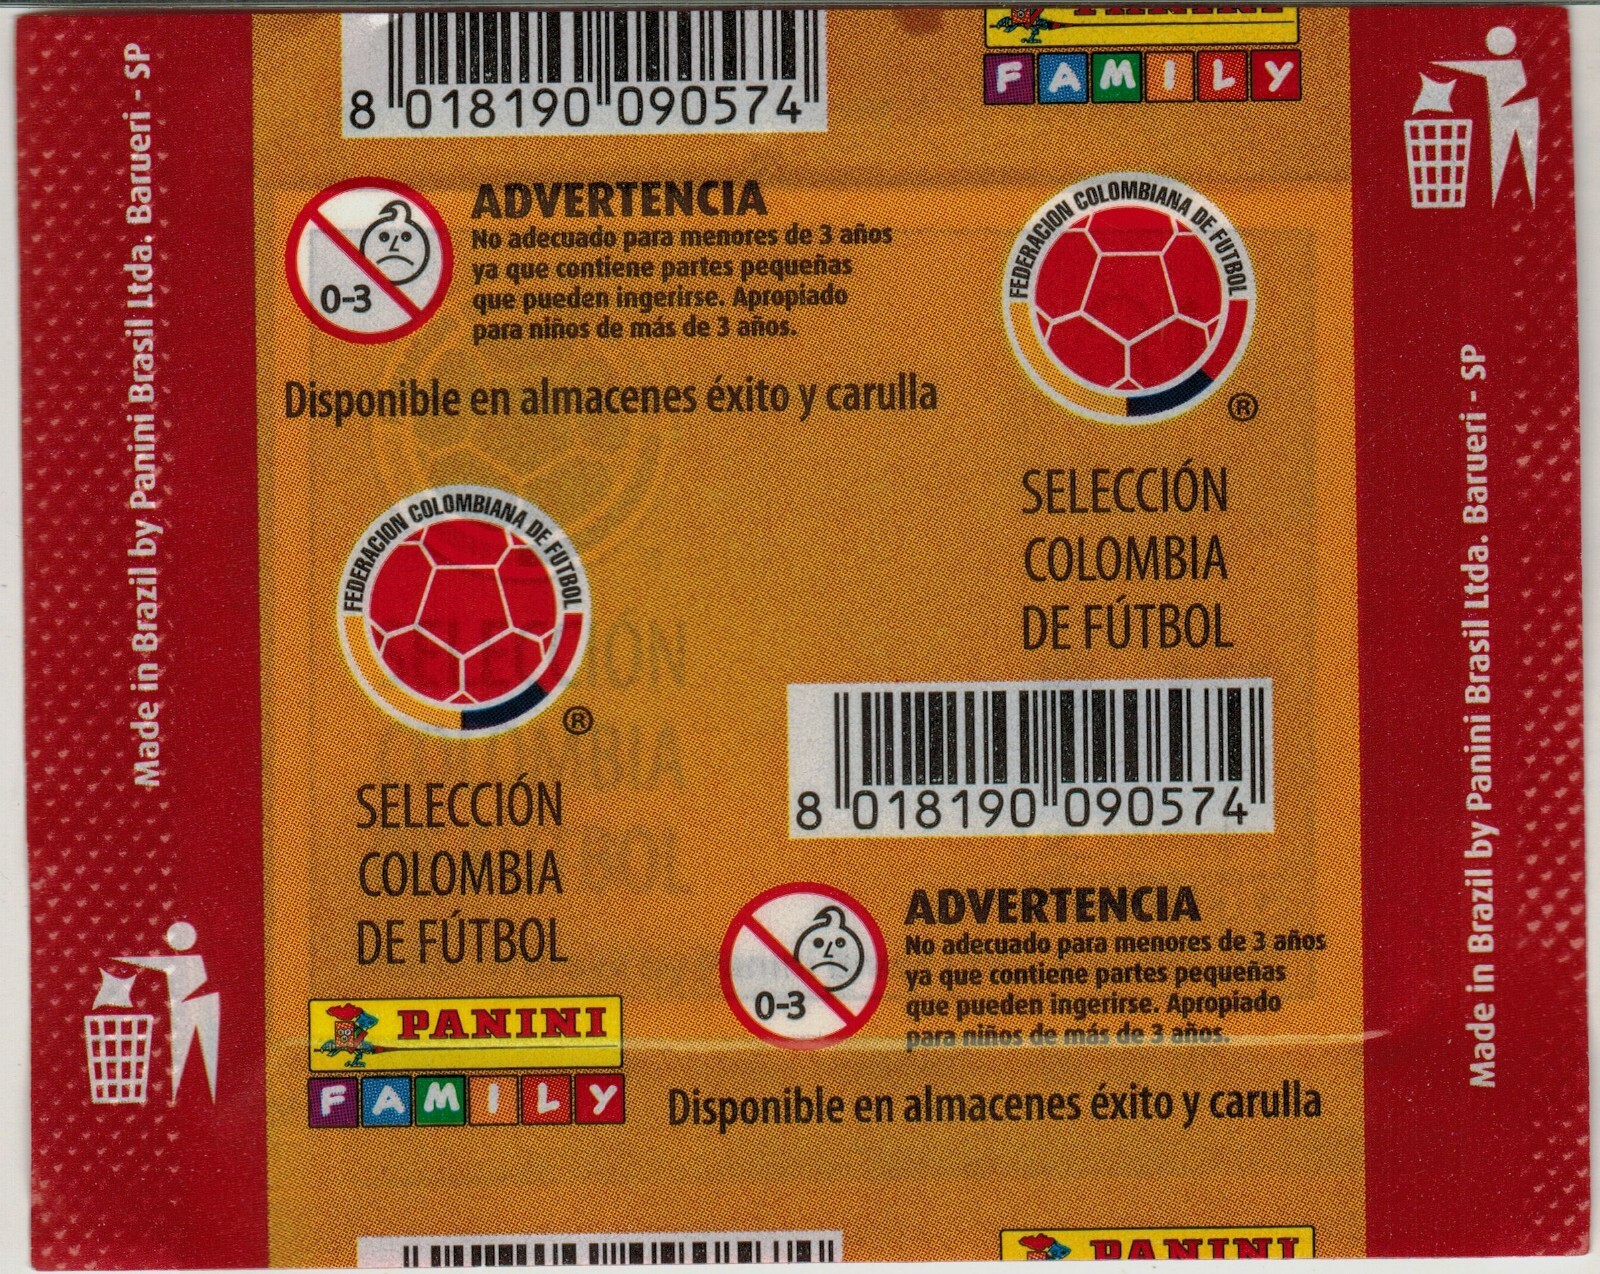 8 018190 090574
PANINI
FAMILY
ADVERTENCIA
No adecuado para menores de 3 años
ya que contiene partes pequeñas
que pueden ingerirse. Apropiado
para niños de más de 3 años.
0-3
Disponible en almacenes éxito y carulla
FEDERACION COLOMBIANA DE FUTBOL
®
SELECCIÓN
COLOMBIA
DE FÚTBOL
FEDERACION COLOMBIANA DE FUTBOL
®
SELECCIÓN
COLOMBIA
DE FÚTBOL
8 018190 090574
PANINI
FAMILY
ADVERTENCIA
No adecuado para menores de 3 años
ya que contiene partes pequeñas
que pueden ingerirse. Apropiado
para niños de más de 3 años.
0-3
Disponible en almacenes éxito y carulla
PANINI
Made in Brazil by Panini Brasil Ltda. Barueri - SP
Made in Brazil by Panini Brasil Ltda. Barueri - SP